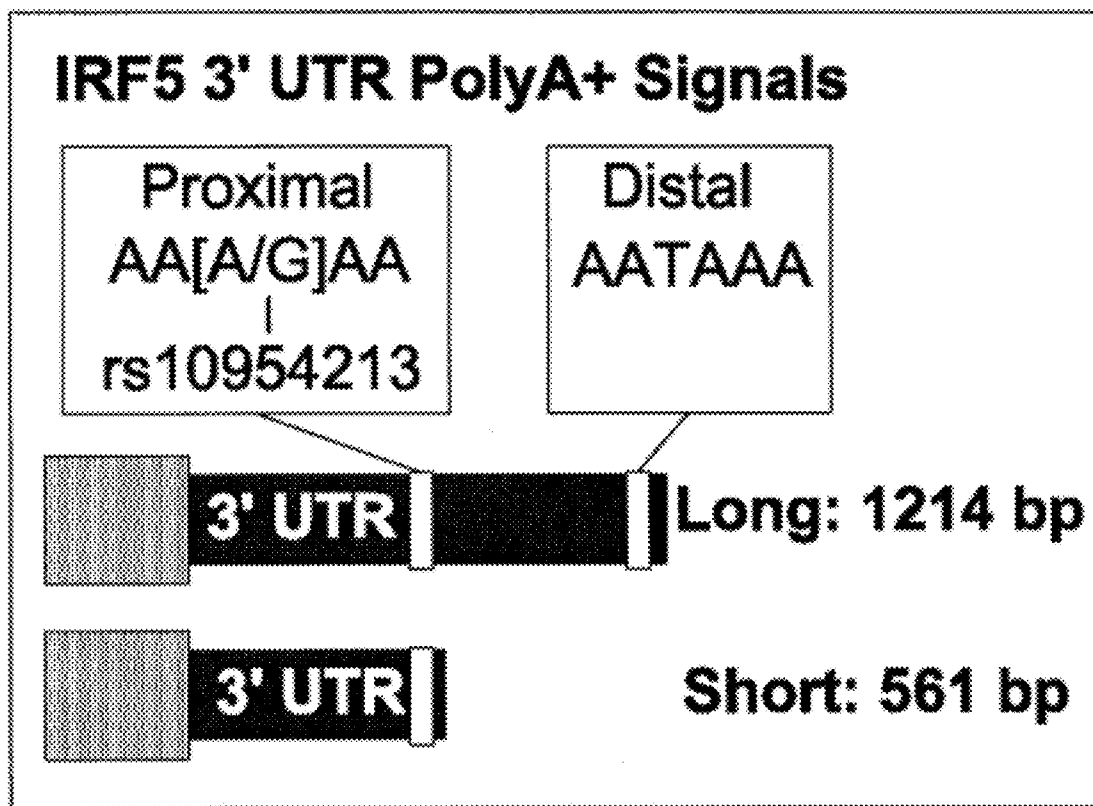 IRF5 3' UTR PolyA+ Signals
Proximal
AA[A/G]AA
rs10954213
Distal
AATAAA
3' UTR
Long: 1214 bp
3' UTR
Short: 561 bp